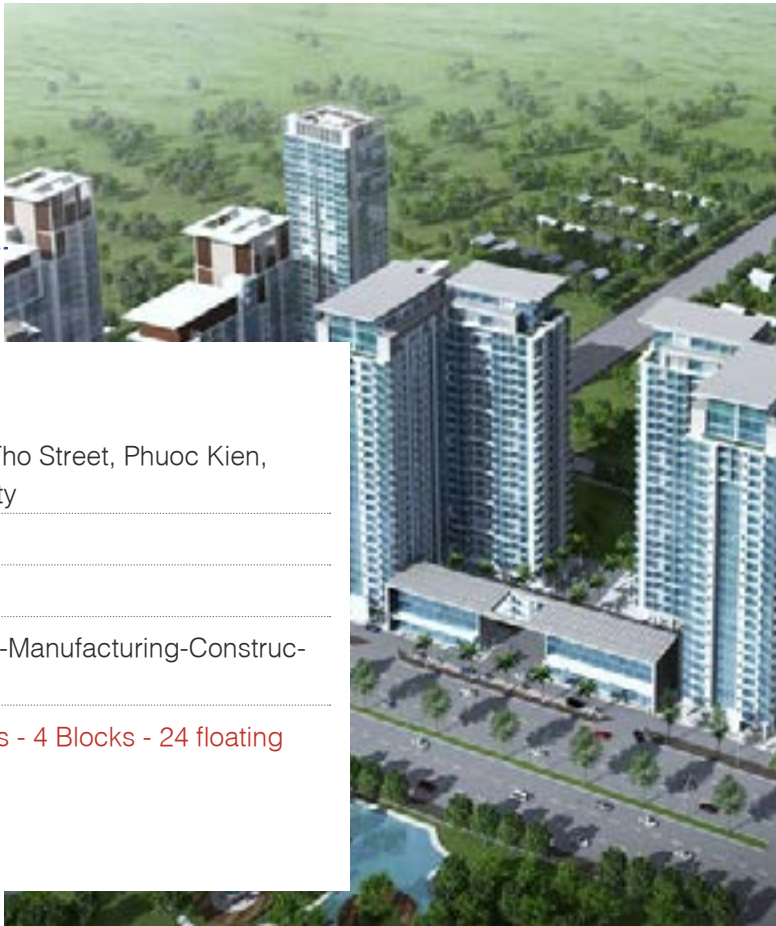 ho Street, Phuoc Kien,
ty
-Manufacturing-Construc-
s - 4 Blocks - 24 floating